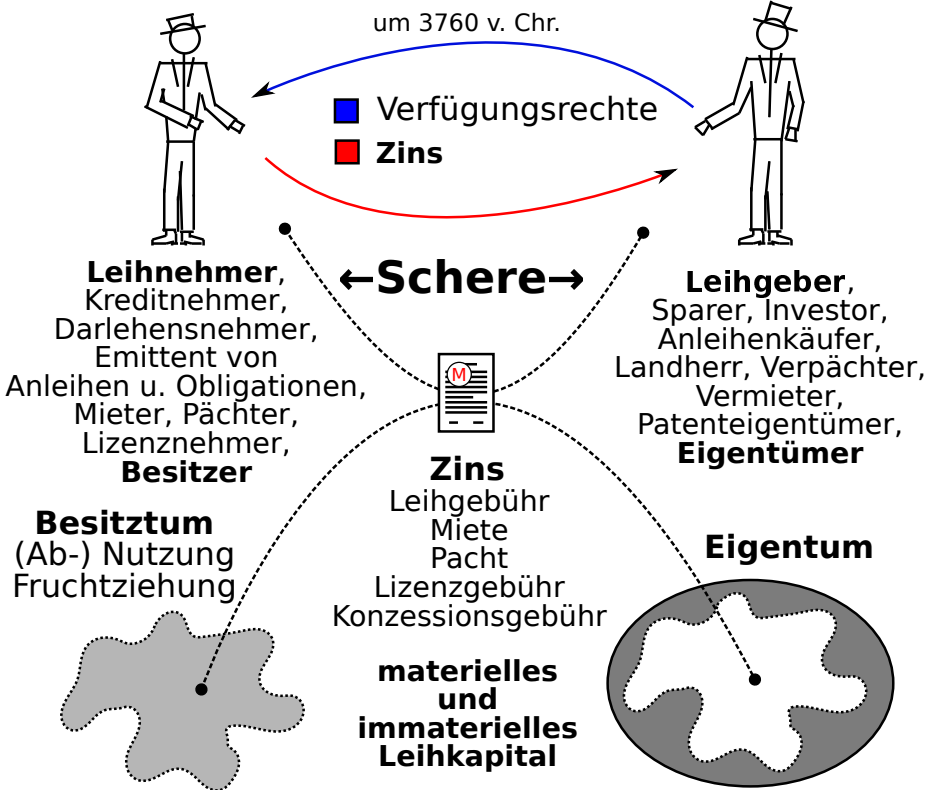 um 3760 v. Chr.
Verfügungsrechte
Zins
←Schere→
Leihnehmer,
Kreditnehmer,
Darlehensnehmer,
Emittent von
Anleihen u. Obligationen,
Mieter, Pächter,
Lizenznehmer,
Besitzer
Leihgeber,
Sparer, Investor,
Anleihenkäufer,
Landherr, Verpächter,
Vermieter,
Patenteigentümer,
Eigentümer
M
Zins
Leihgebühr
Miete
Pacht
Lizenzgebühr
Konzessionsgebühr
Besitztum
(Ab-) Nutzung
Fruchtziehung
Eigentum
materielles
und
immaterielles
Leihkapital